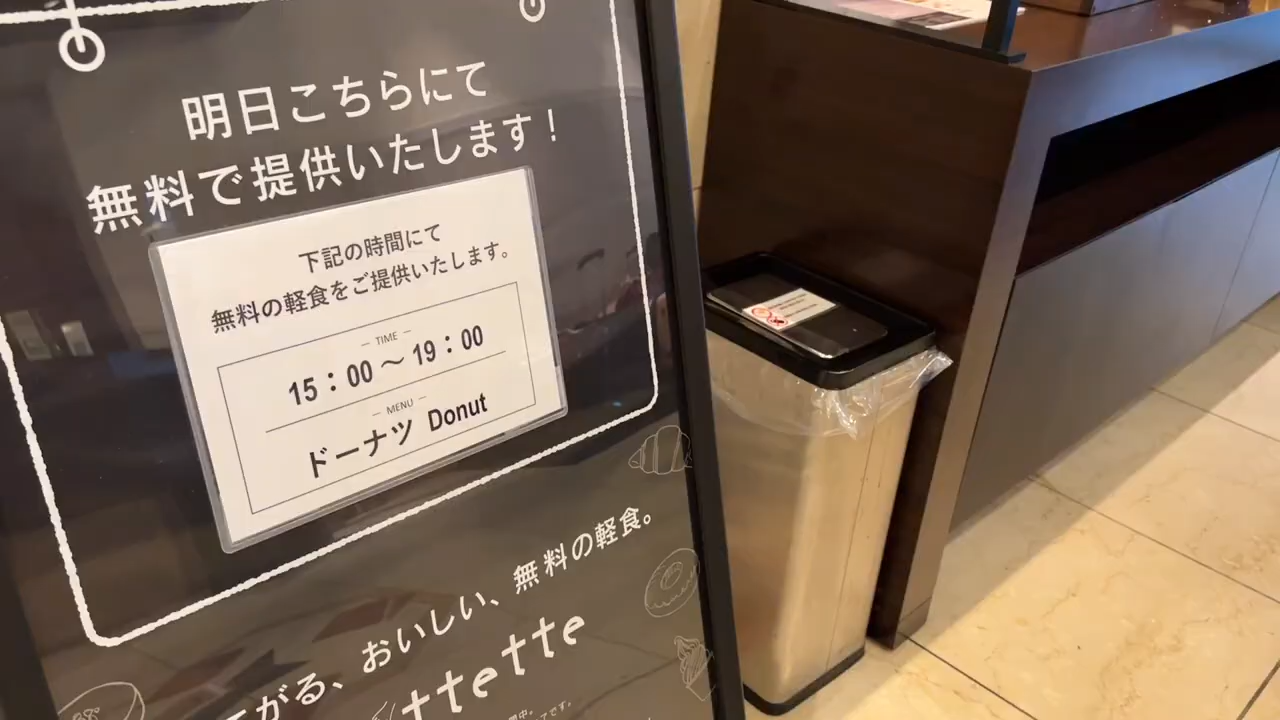 明日こちらにて
無料で提供いたします！
下記の時間にて
無料の軽食をご提供いたします。
TIME
15：00〜19：00
MENU
ドーナツ Donut
がる、おいしい、無料の軽食。
ttette